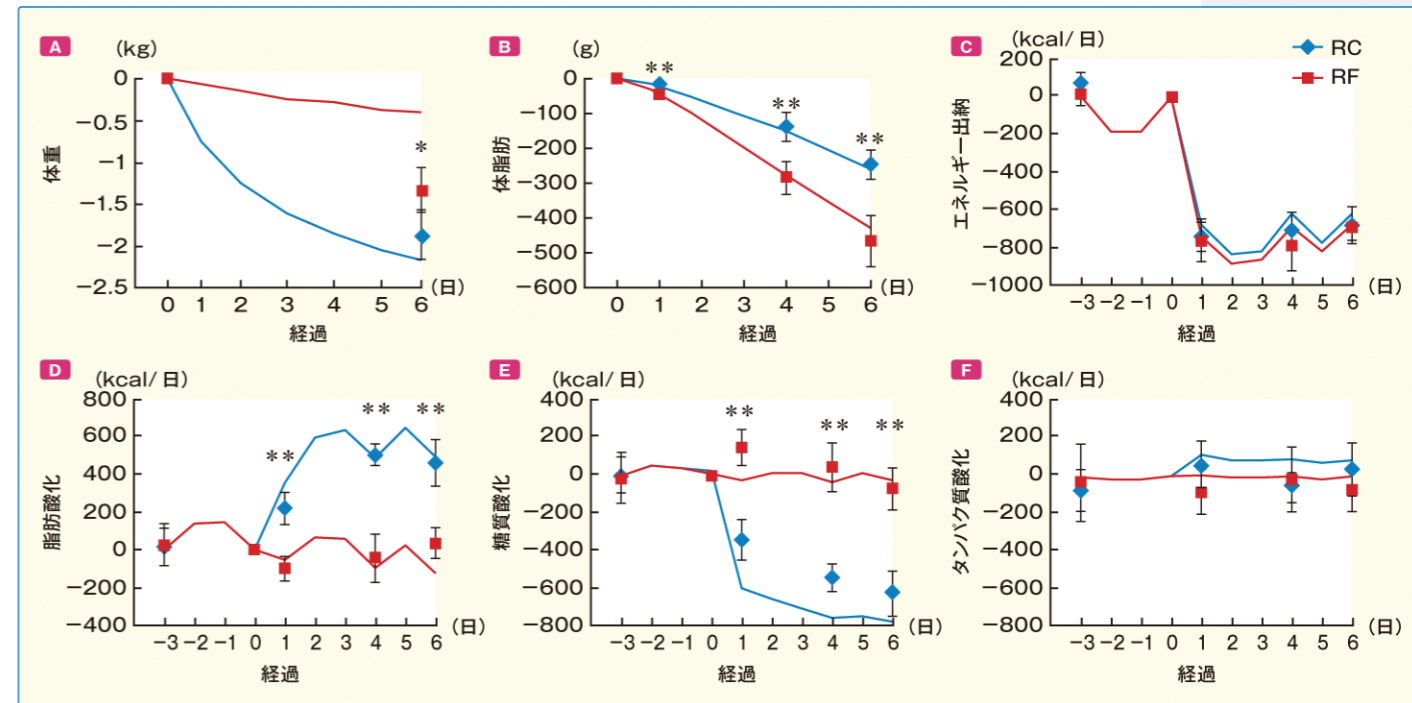 A (kg)
0
−0.5
−1
−1.5
−2
−2.5
体重
*
0 1 2 3 4 5 6 (日)
経過
B (g)
0
−100
−200
−300
−400
−500
−600
体脂肪
** ** **
0 1 2 3 4 5 6 (日)
経過
C (kcal/日)
RC
RF
200
0
−200
−400
−600
−800
−1000
エネルギー出納
−3 −2 −1 0 1 2 3 4 5 6 (日)
経過
D (kcal/日)
800
600
400
200
0
−200
−400
脂肪酸化
** ** **
−3 −2 −1 0 1 2 3 4 5 6 (日)
経過
E (kcal/日)
400
200
0
−200
−400
−600
−800
糖質酸化
** ** **
−3 −2 −1 0 1 2 3 4 5 6 (日)
経過
F (kcal/日)
400
200
0
−200
−400
−600
−800
タンパク質酸化
−3 −2 −1 0 1 2 3 4 5 6 (日)
経過